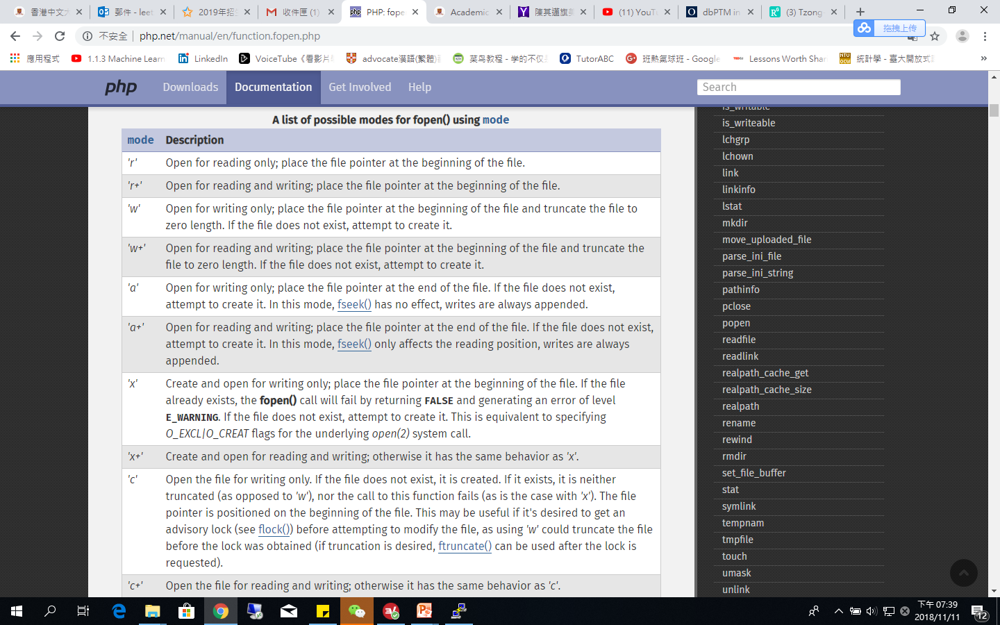 香港中文大
郵件 - leet
2019年招生
收件匣 (1)
PHP: fope
Academic
陳其邁旗
(11) YouTu
dbPTM in
(3) Tzong
不安全 | php.net/manual/en/function.fopen.php
拖拽上传
應用程式
1.1.3 Machine Learn
LinkedIn
VoiceTube《看影片
advocate漢語(繁體)
菜鸟教程 - 学的不仅
TutorABC
班熱氣球班 - Google
Lessons Worth Shar
統計學 - 臺大開放式
»
php
Downloads
Documentation
Get Involved
Help
Search
A list of possible modes for fopen() using mode
mode Description
'r' Open for reading only; place the file pointer at the beginning of the file.
'r+' Open for reading and writing; place the file pointer at the beginning of the file.
'w' Open for writing only; place the file pointer at the beginning of the file and truncate the file to
zero length. If the file does not exist, attempt to create it.
'w+' Open for reading and writing; place the file pointer at the beginning of the file and truncate the
file to zero length. If the file does not exist, attempt to create it.
'a' Open for writing only; place the file pointer at the end of the file. If the file does not exist,
attempt to create it. In this mode, fseek() has no effect, writes are always appended.
'a+' Open for reading and writing; place the file pointer at the end of the file. If the file does not exist,
attempt to create it. In this mode, fseek() only affects the reading position, writes are always
appended.
'x' Create and open for writing only; place the file pointer at the beginning of the file. If the file
already exists, the fopen() call will fail by returning FALSE and generating an error of level
E_WARNING. If the file does not exist, attempt to create it. This is equivalent to specifying
O_EXCL|O_CREAT flags for the underlying open(2) system call.
'x+' Create and open for reading and writing; otherwise it has the same behavior as 'x'.
'c' Open the file for writing only. If the file does not exist, it is created. If it exists, it is neither
truncated (as opposed to 'w'), nor the call to this function fails (as is the case with 'x'). The file
pointer is positioned on the beginning of the file. This may be useful if it's desired to get an
advisory lock (see flock()) before attempting to modify the file, as using 'w' could truncate the file
before the lock was obtained (if truncation is desired, ftruncate() can be used after the lock is
requested).
'c+' Open the file for reading and writing; otherwise it has the same behavior as 'c'.
is_writable
is_writeable
lchgrp
lchown
link
linkinfo
lstat
mkdir
move_uploaded_file
parse_ini_file
parse_ini_string
pathinfo
pclose
popen
readfile
readlink
realpath_cache_get
realpath_cache_size
realpath
rename
rewind
rmdir
set_file_buffer
stat
symlink
tempnam
tmpfile
touch
umask
unlink
下午 07:39
2018/11/11
12